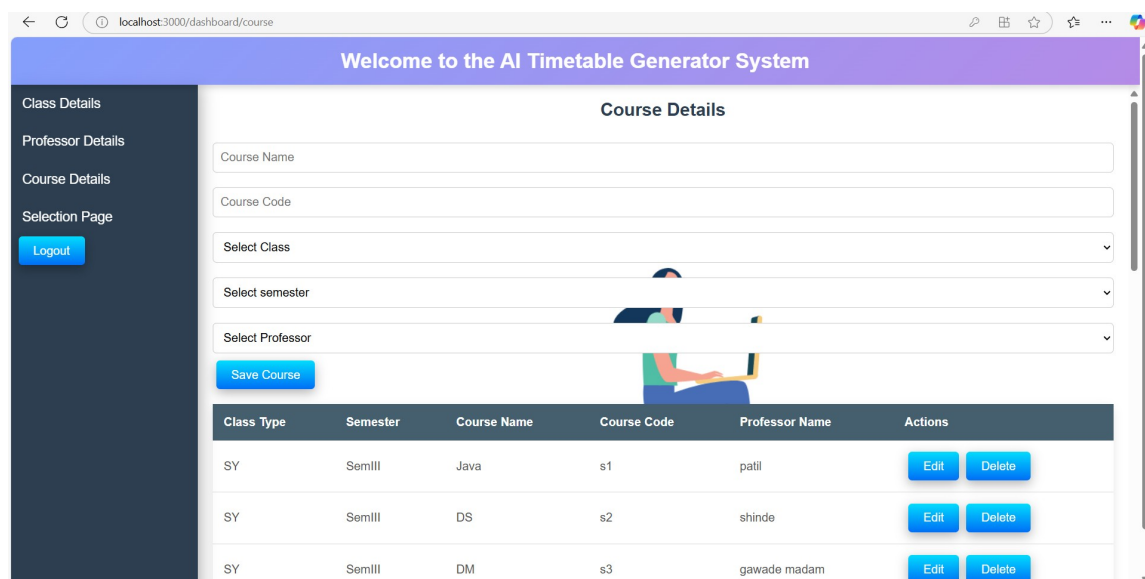 localhost:3000/dashboard/course
Welcome to the AI Timetable Generator System
Class Details
Professor Details
Course Details
Selection Page
Logout
Course Details
Course Name
Course Code
Select Class
Select semester
Select Professor
Save Course
Class Type Semester Course Name Course Code Professor Name Actions
SY SemIII Java s1 patil Edit Delete
SY SemIII DS s2 shinde Edit Delete
SY SemIII DM s3 gawade madam Edit Delete